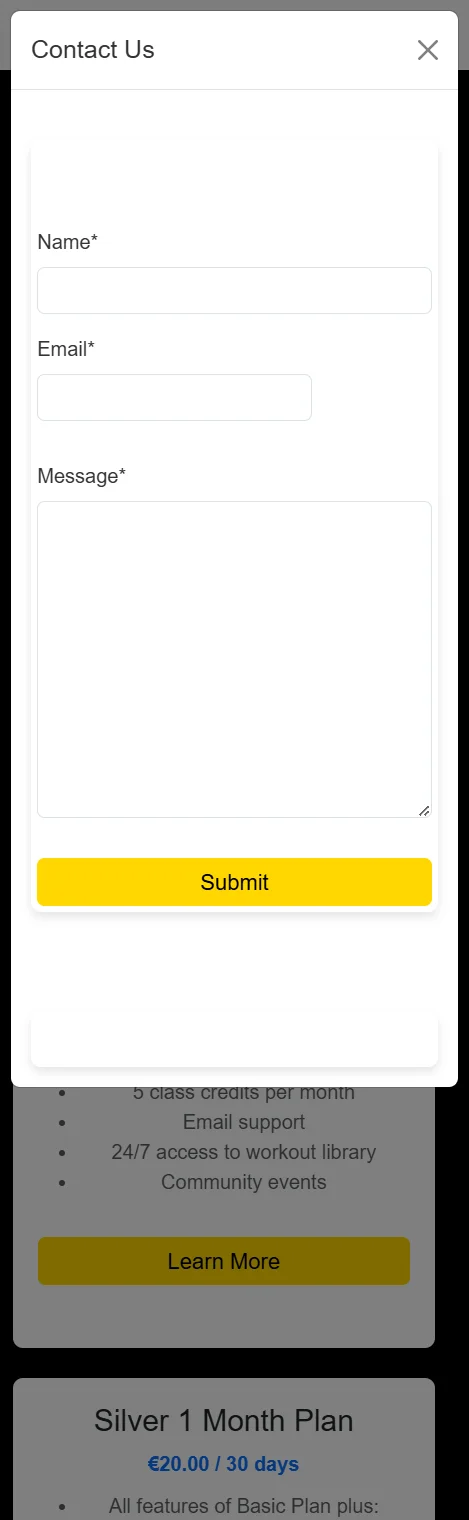 Contact Us
Name*
Email*
Message*
Submit
5 class credits per month
Email support
24/7 access to workout library
Community events
Learn More
Silver 1 Month Plan
€20.00 / 30 days
All features of Basic Plan plus: